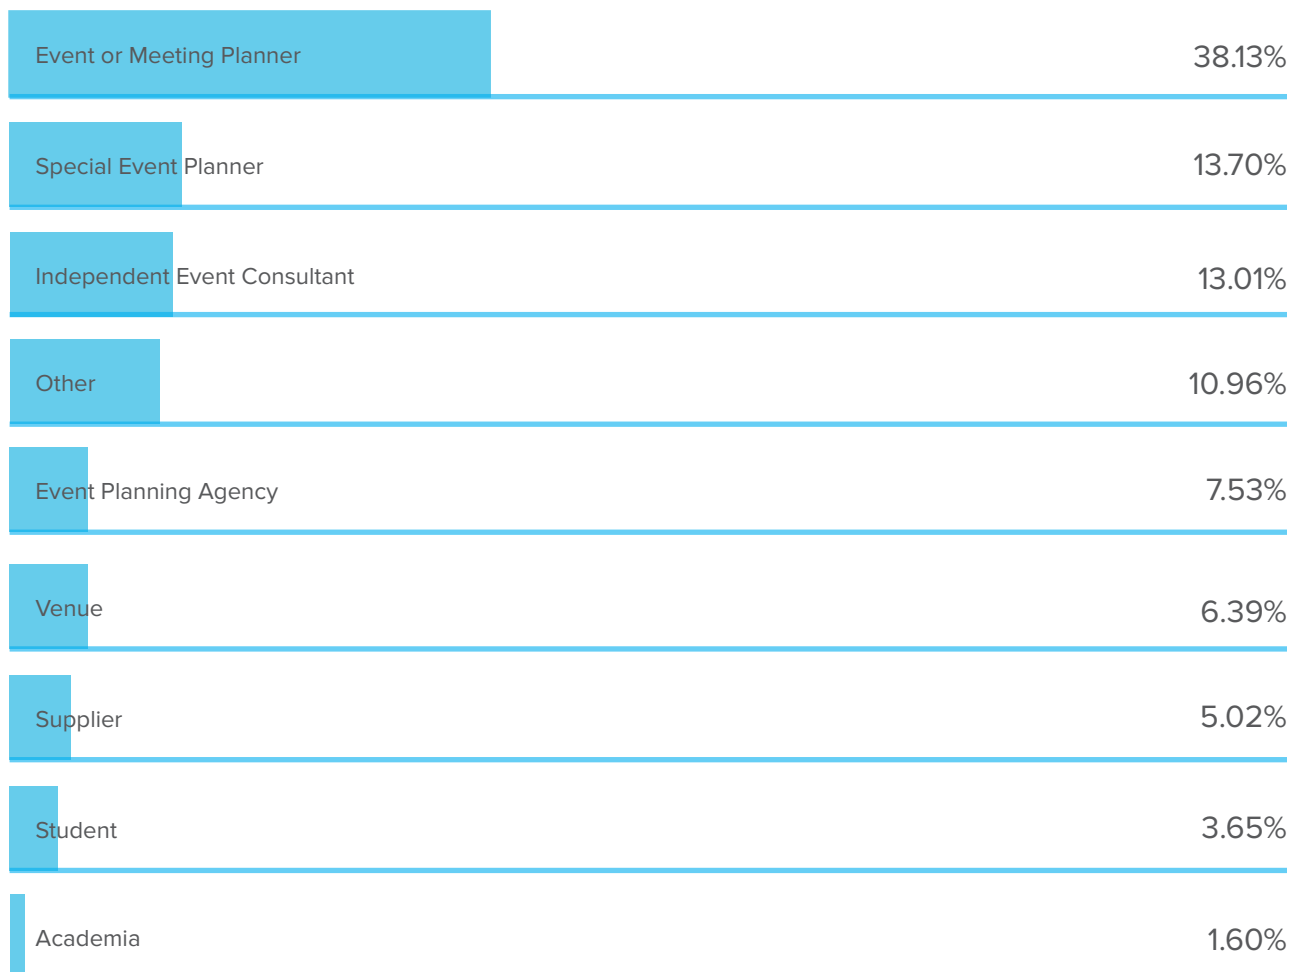 Event or Meeting Planner 38.13%
Special Event Planner 13.70%
Independent Event Consultant 13.01%
Other 10.96%
Event Planning Agency 7.53%
Venue 6.39%
Supplier 5.02%
Student 3.65%
Academia 1.60%